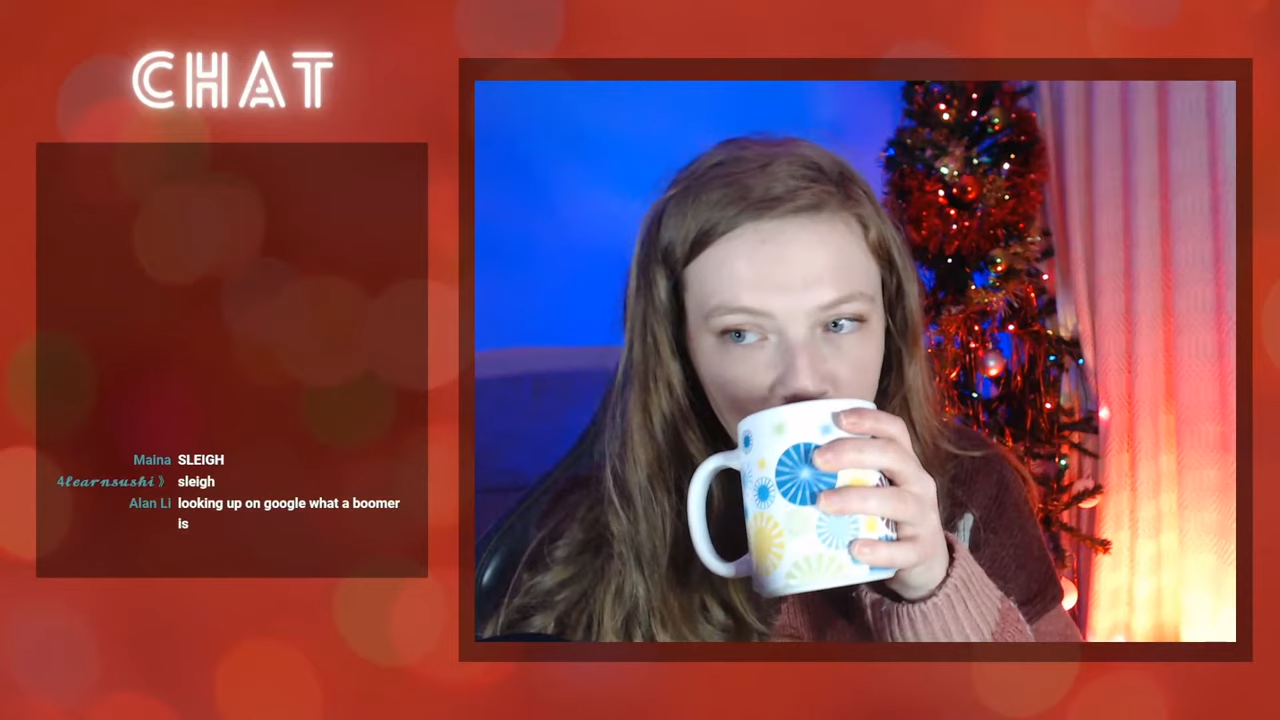 CHAT
Maina SLEIGH
4𝓵𝓮𝓪𝓻𝓷𝓼𝓾𝓼𝓱𝓲 》 sleigh
Alan Li looking up on google what a boomer
is